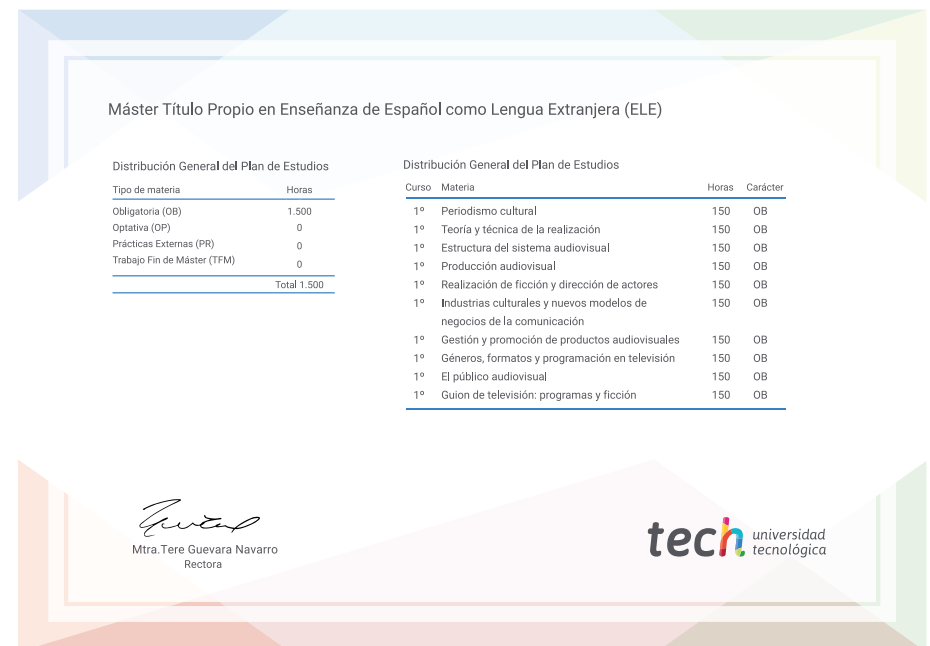 Máster Título Propio en Enseñanza de Español como Lengua Extranjera (ELE)
Distribución General del Plan de Estudios
Tipo de materia Horas
Obligatoria (OB) 1.500
Optativa (OP) 0
Prácticas Externas (PR) 0
Trabajo Fin de Máster (TFM) 0
Total 1.500
Distribución General del Plan de Estudios
Curso Materia Horas Carácter
1º Periodismo cultural 150 OB
1º Teoría y técnica de la realización 150 OB
1º Estructura del sistema audiovisual 150 OB
1º Producción audiovisual 150 OB
1º Realización de ficción y dirección de actores 150 OB
1º Industrias culturales y nuevos modelos de 150 OB
negocios de la comunicación
1º Gestión y promoción de productos audiovisuales 150 OB
1º Géneros, formatos y programación en televisión 150 OB
1º El público audiovisual 150 OB
1º Guion de televisión: programas y ficción 150 OB
Mtra.Tere Guevara Navarro
Rectora
tech universidad
tecnológica